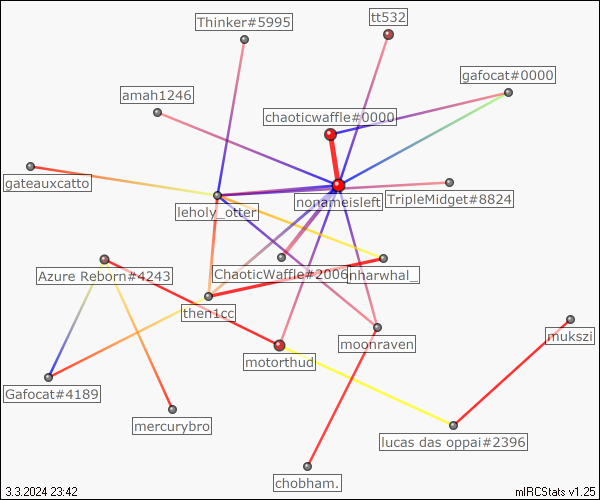 Thinker#5995
tt532
gafocat#0000
amah1246
chaoticwaffle#0000
gateauxcatto
nonameisleft
TripleMidget#8824
leholy_otter
Azure Reborn#4243
ChaoticWaffle#2006
nharwhal_
then1cc
mukszi
moonraven
motorthud
Gafocat#4189
mercurybro
lucas das oppai#2396
chobham.
3.3.2024 23:42
mIRCStats v1.25